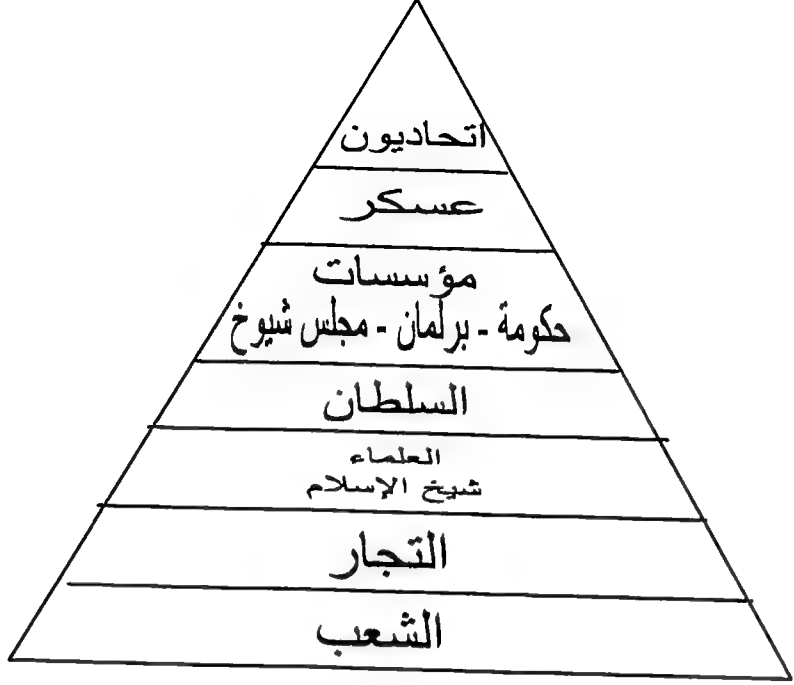 اتحاديون
عسكر
مؤسسات
حكومة - برلمان - مجلس شيوخ
السلطان
العلماء
شيخ الإسلام
التجار
الشعب